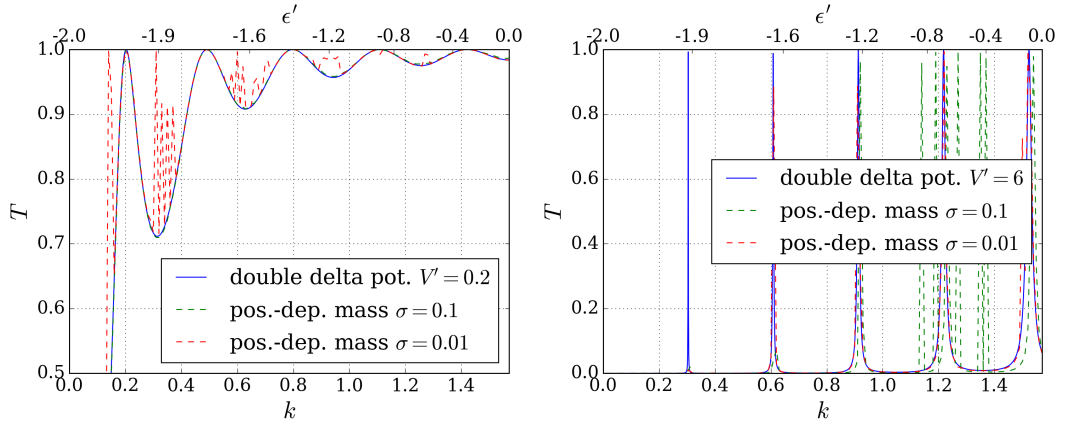 ϵ′
-2.0 -1.9 -1.6 -1.2 -0.8 -0.4 0.0
1.0
0.9
0.8
0.7
0.6
0.5
T
double delta pot. V′ = 0.2
pos.-dep. mass σ = 0.1
pos.-dep. mass σ = 0.01
0.0 0.2 0.4 0.6 0.8 1.0 1.2 1.4
k
ϵ′
-2.0 -1.9 -1.6 -1.2 -0.8 -0.4 0.0
1.0
0.8
0.6
0.4
0.2
0.0
T
double delta pot. V′ = 6
pos.-dep. mass σ = 0.1
pos.-dep. mass σ = 0.01
0.0 0.2 0.4 0.6 0.8 1.0 1.2 1.4
k